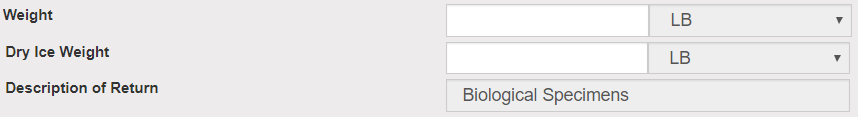 Weight LB
Dry Ice Weight LB
Description of Return Biological Specimens